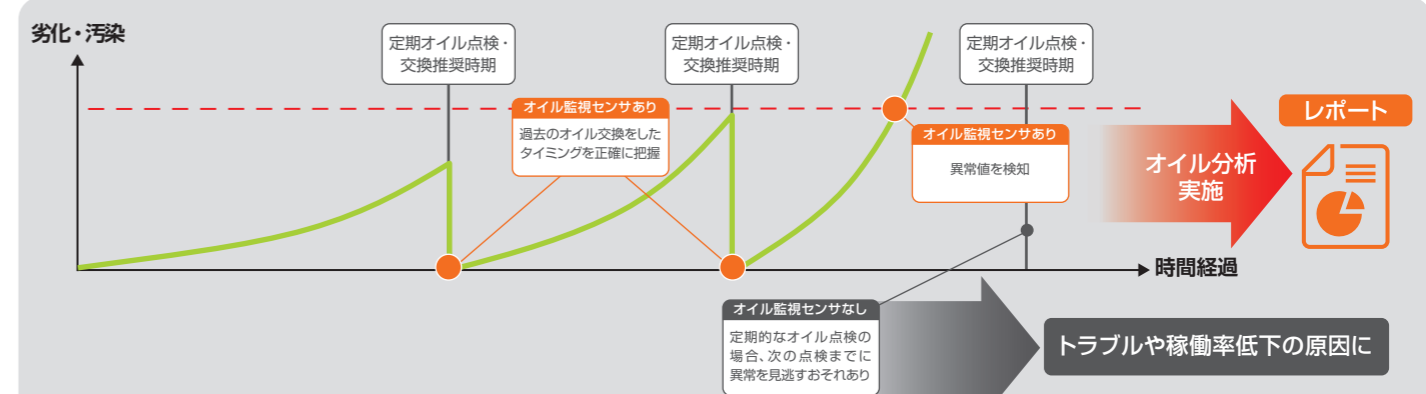 劣化・汚染
定期オイル点検・
交換推奨時期
定期オイル点検・
交換推奨時期
定期オイル点検・
交換推奨時期
オイル監視センサあり
過去のオイル交換をした
タイミングを正確に把握
オイル監視センサあり
異常値を検知
オイル分析
実施
レポート
時間経過
オイル監視センサなし
定期的なオイル点検の
場合、次の点検までに
異常を見逃すおそれあり
トラブルや稼働率低下の原因に